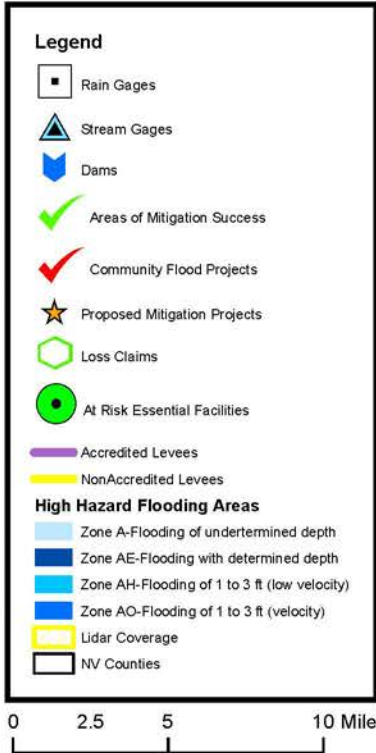 Legend
Rain Gages
Stream Gages
Dams
Areas of Mitigation Success
Community Flood Projects
Proposed Mitigation Projects
Loss Claims
At Risk Essential Facilities
Accredited Levees
NonAccredited Levees
High Hazard Flooding Areas
Zone A-Flooding of undertermined depth
Zone AE-Flooding with determined depth
Zone AH-Flooding of 1 to 3 ft (low velocity)
Zone AO-Flooding of 1 to 3 ft (velocity)
Lidar Coverage
NV Counties
0 2.5 5 10 Mile